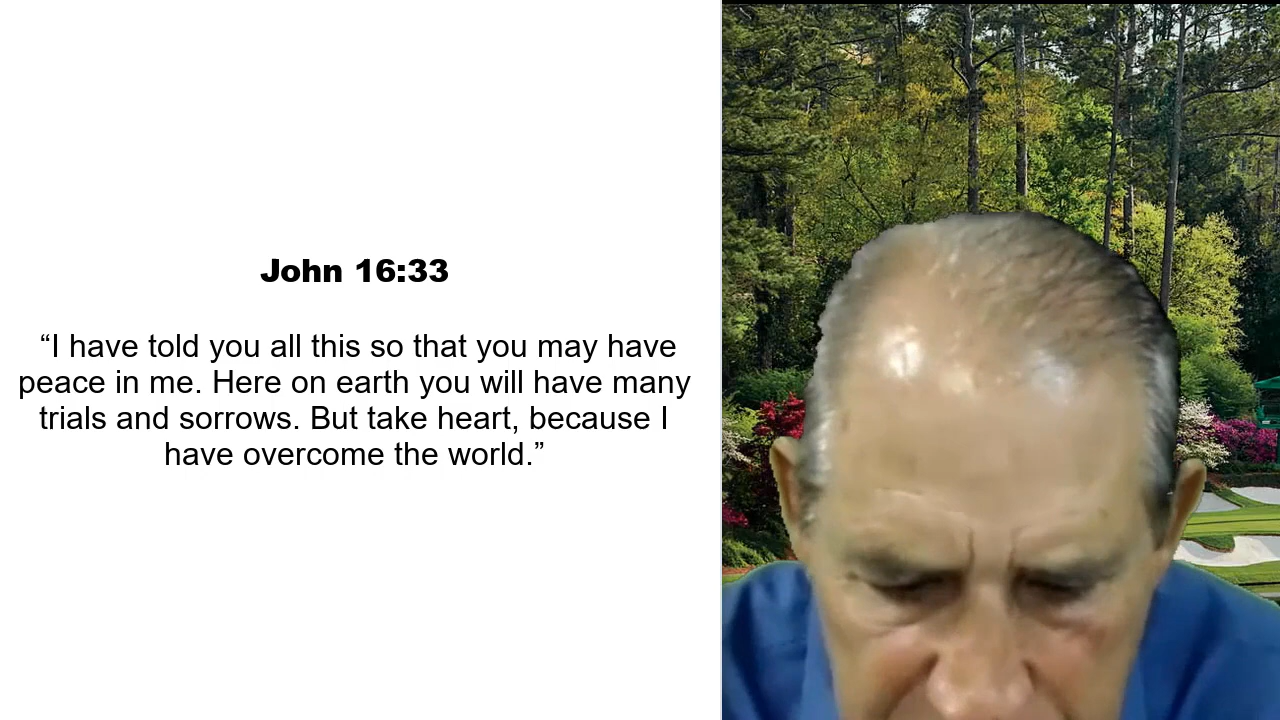 John 16:33
“I have told you all this so that you may have
peace in me. Here on earth you will have many
trials and sorrows. But take heart, because I
have overcome the world.”